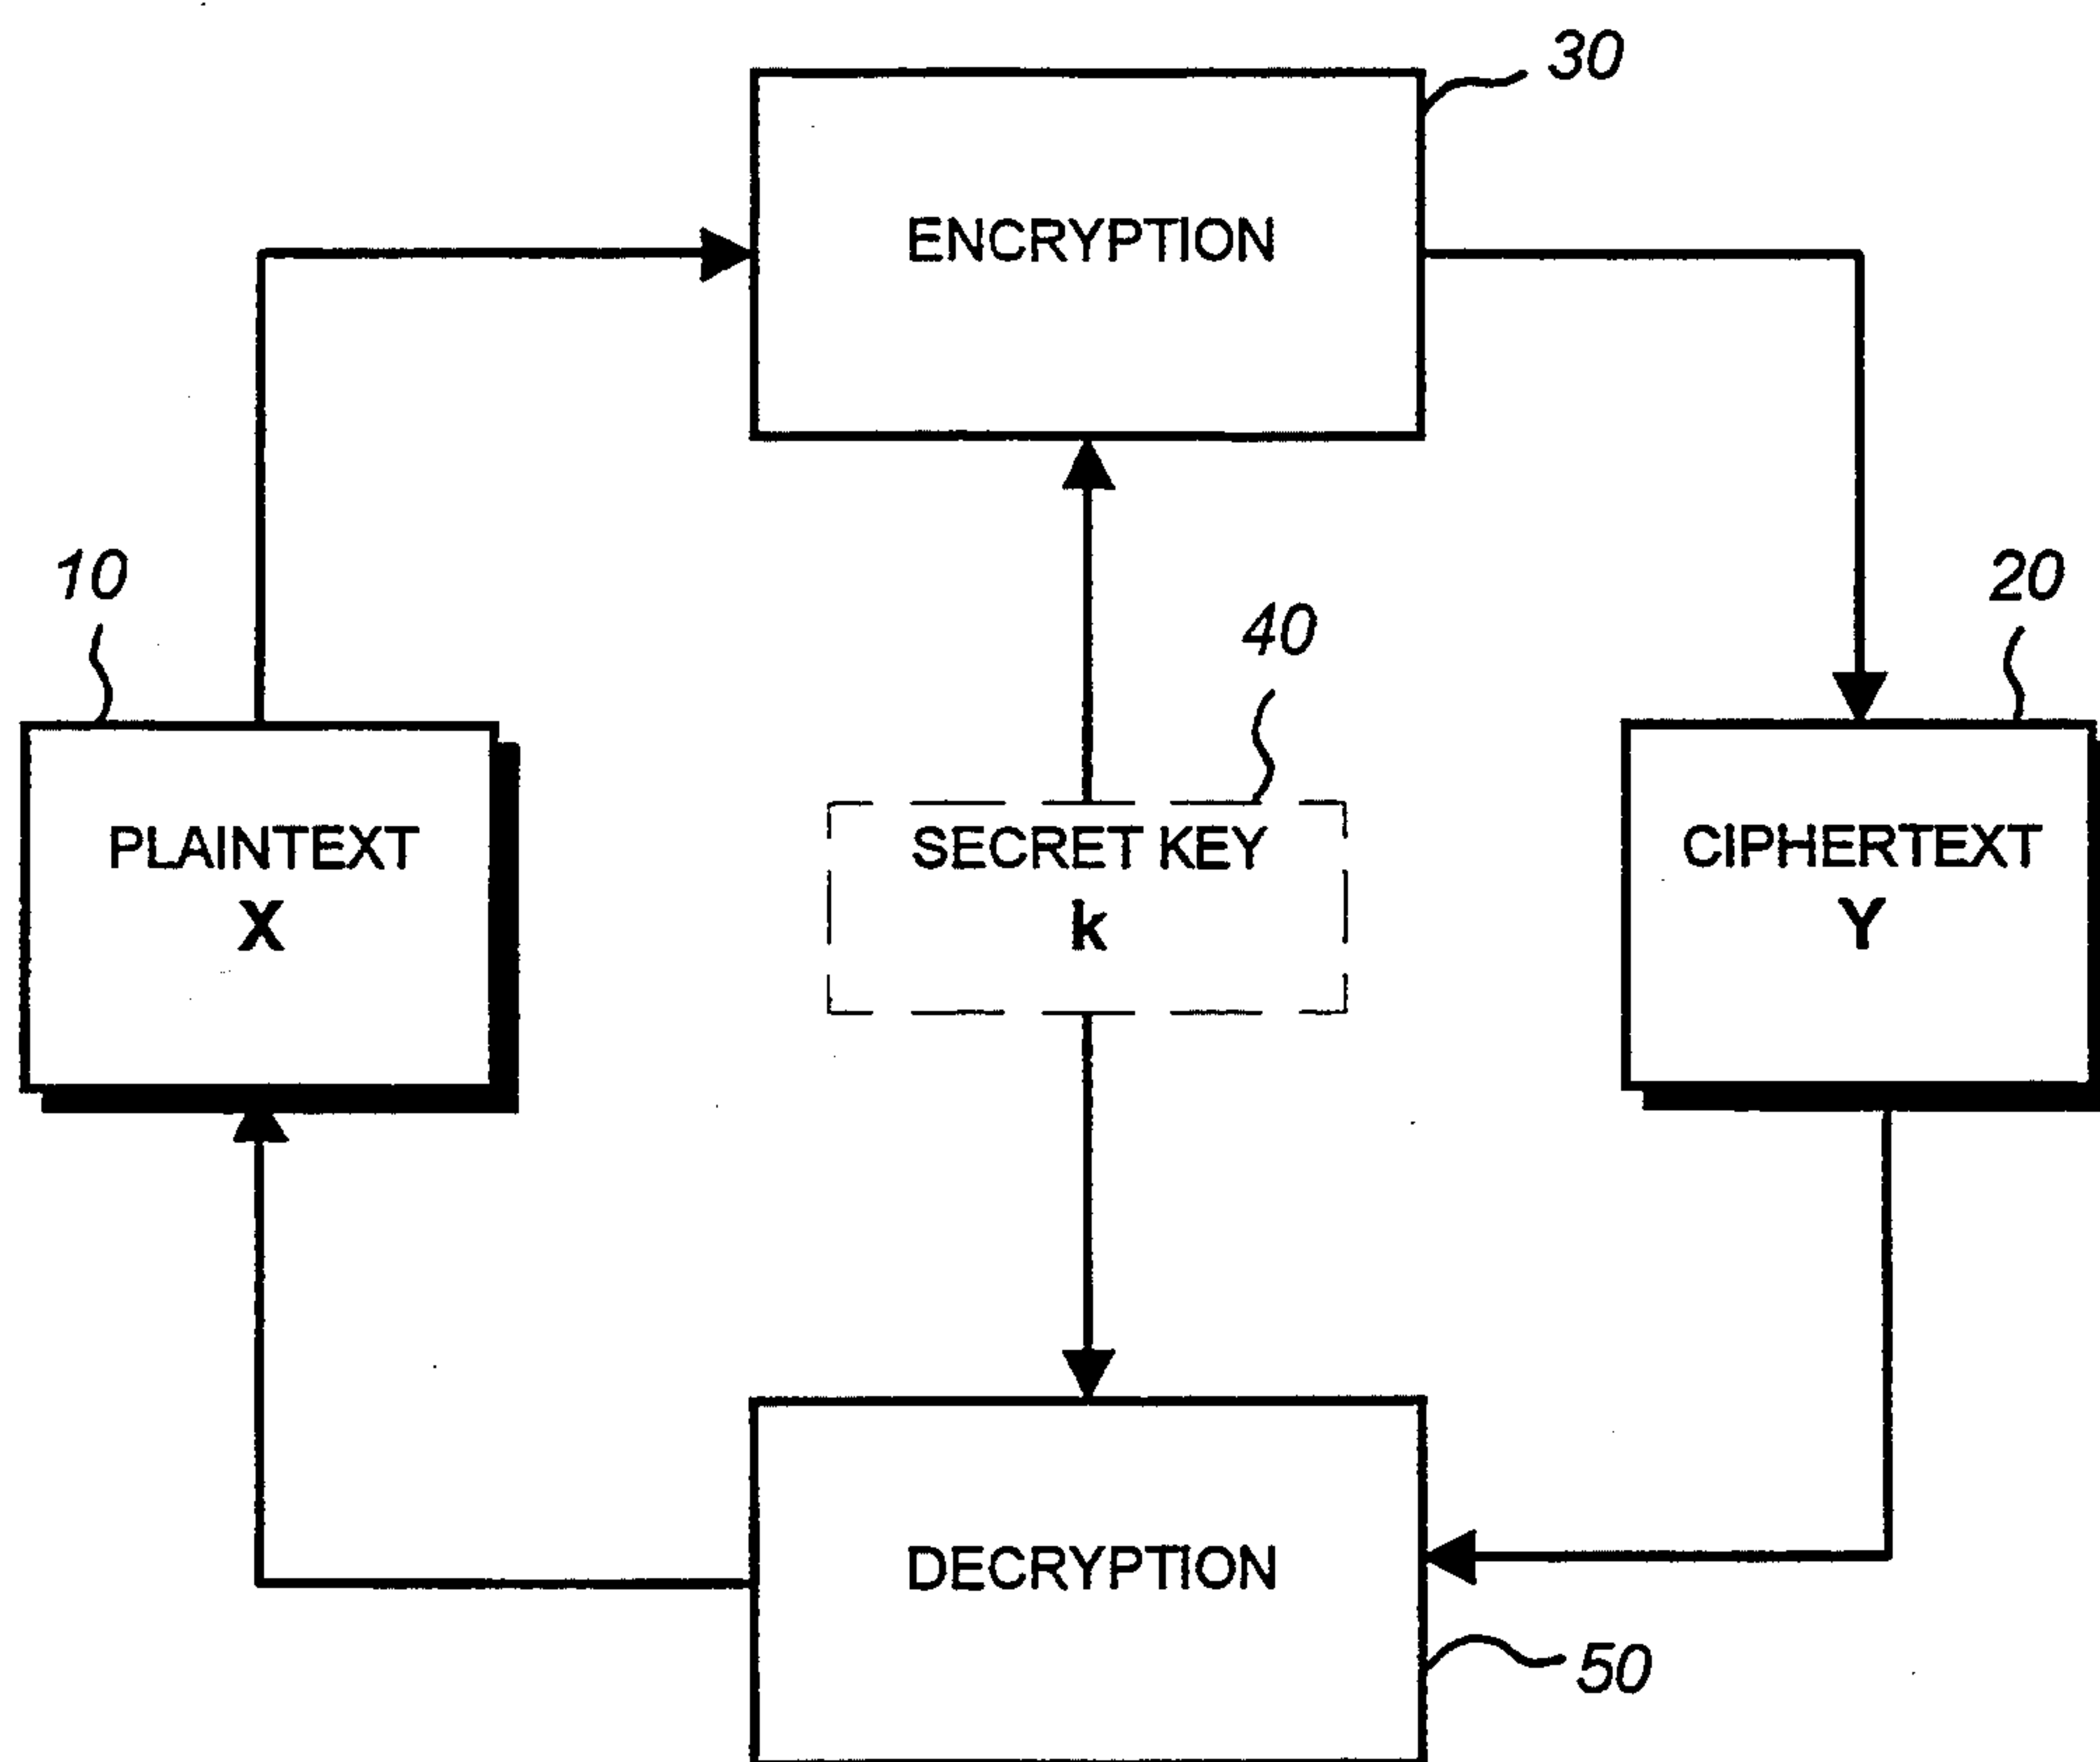 30
ENCRYPTION
10
20
40
PLAINTEXT
X
SECRET KEY
k
CIPHERTEXT
Y
DECRYPTION
50